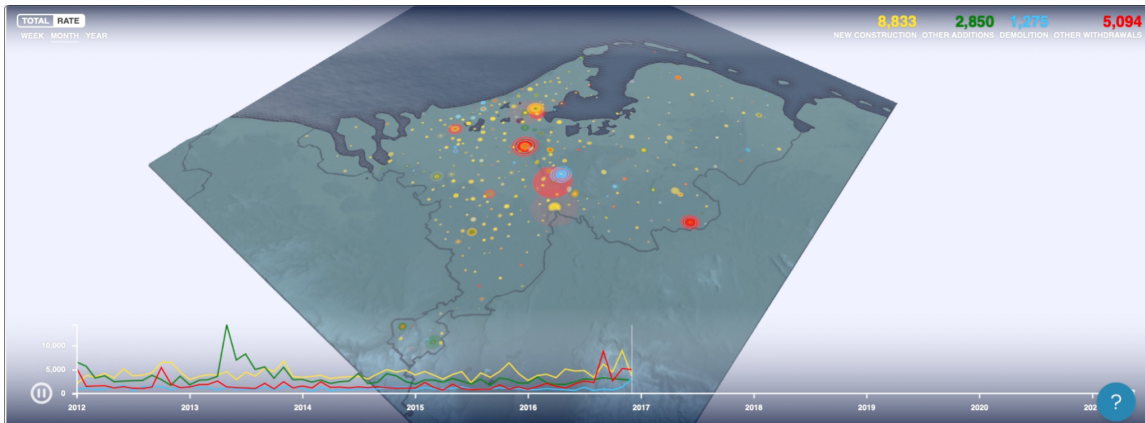 TOTAL RATE
WEEK MONTH YEAR
8,833 2,850 1,275 5,094
NEW CONSTRUCTION OTHER ADDITIONS DEMOLITION OTHER WITHDRAWALS
10,000
5,000
0
2012 2013 2014 2015 2016 2017 2018 2019 2020
?